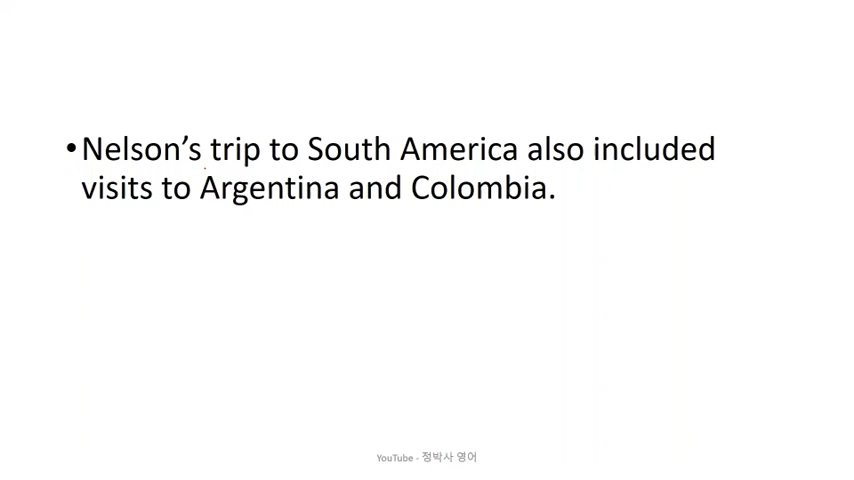 •Nelson’s trip to South America also included
visits to Argentina and Colombia.
YouTube - 정박사 영어